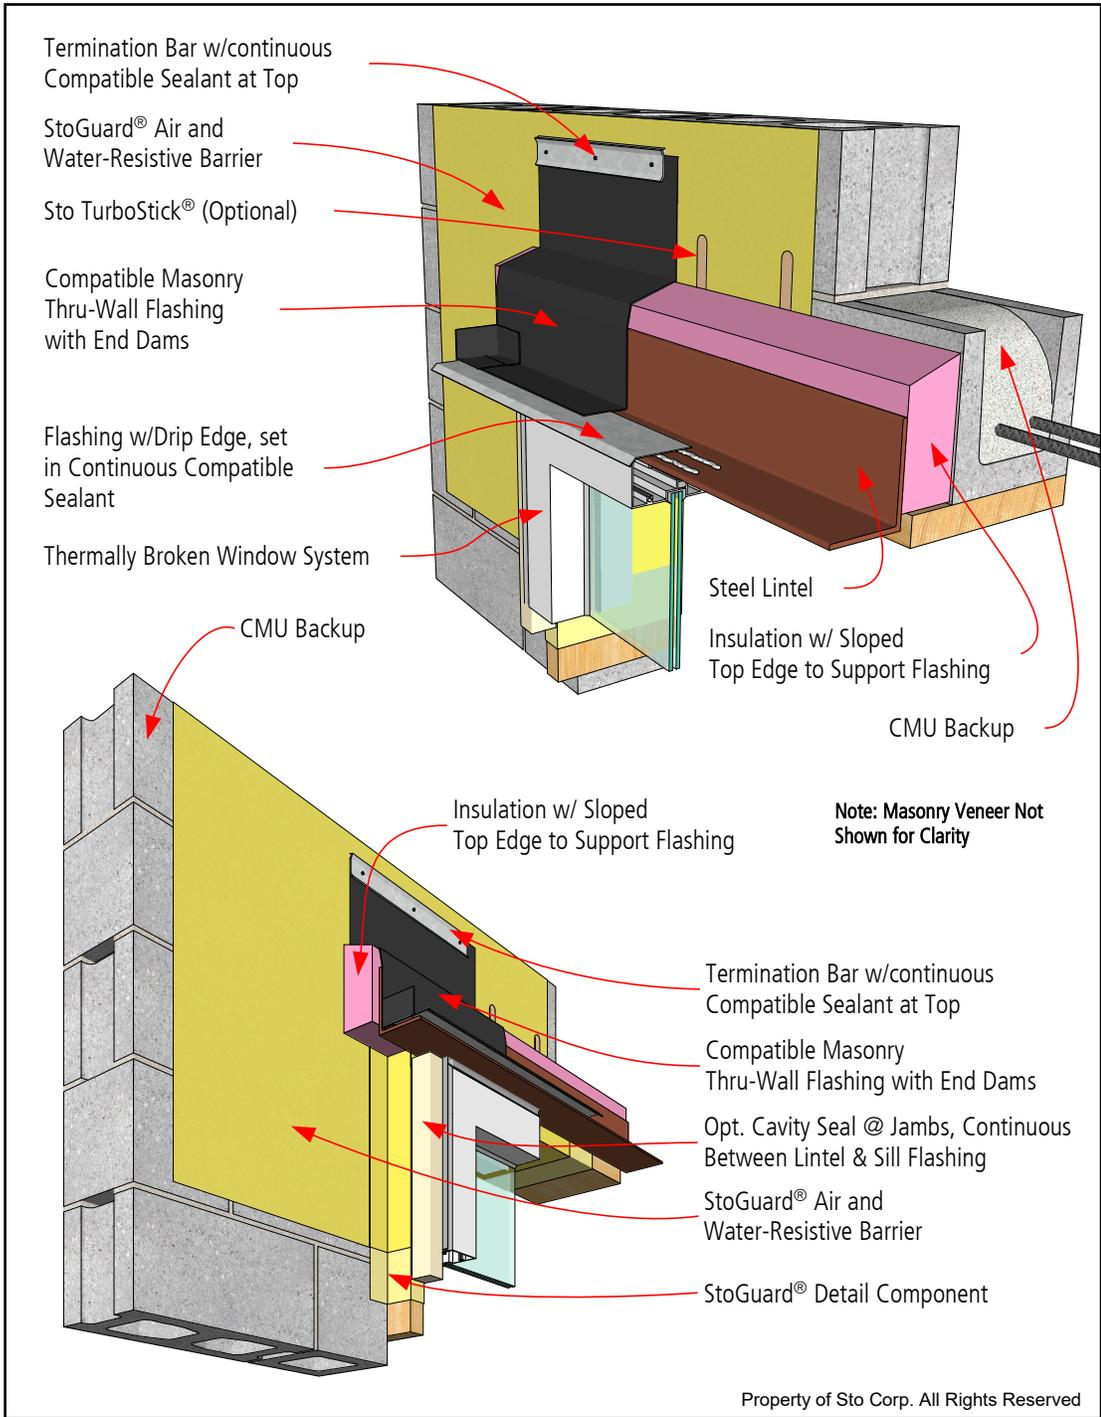 Termination Bar w/continuous
Compatible Sealant at Top
StoGuard® Air and
Water-Resistive Barrier
Sto TurboStick® (Optional)
Compatible Masonry
Thru-Wall Flashing
with End Dams
Flashing w/Drip Edge, set
in Continuous Compatible
Sealant
Thermally Broken Window System
Steel Lintel
Insulation w/ Sloped
Top Edge to Support Flashing
CMU Backup
CMU Backup
Insulation w/ Sloped
Top Edge to Support Flashing
Note: Masonry Veneer Not
Shown for Clarity
Termination Bar w/continuous
Compatible Sealant at Top
Compatible Masonry
Thru-Wall Flashing with End Dams
Opt. Cavity Seal @ Jambs, Continuous
Between Lintel & Sill Flashing
StoGuard® Air and
Water-Resistive Barrier
StoGuard® Detail Component
Property of Sto Corp. All Rights Reserved